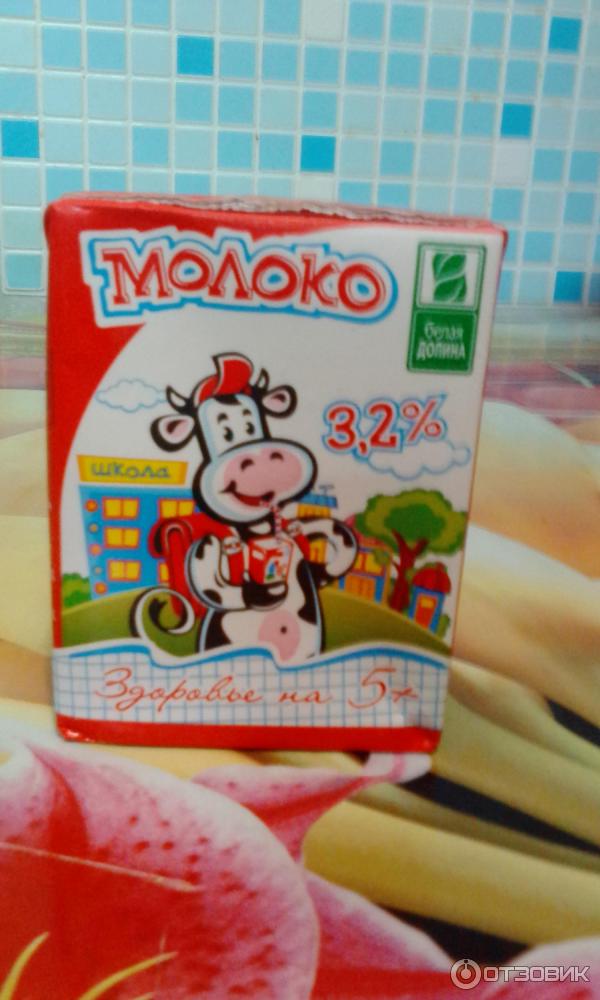 Молоко
белая
ДОЛИНА
3,2%
школа
Здоровье на 5+
ОТЗОВИК